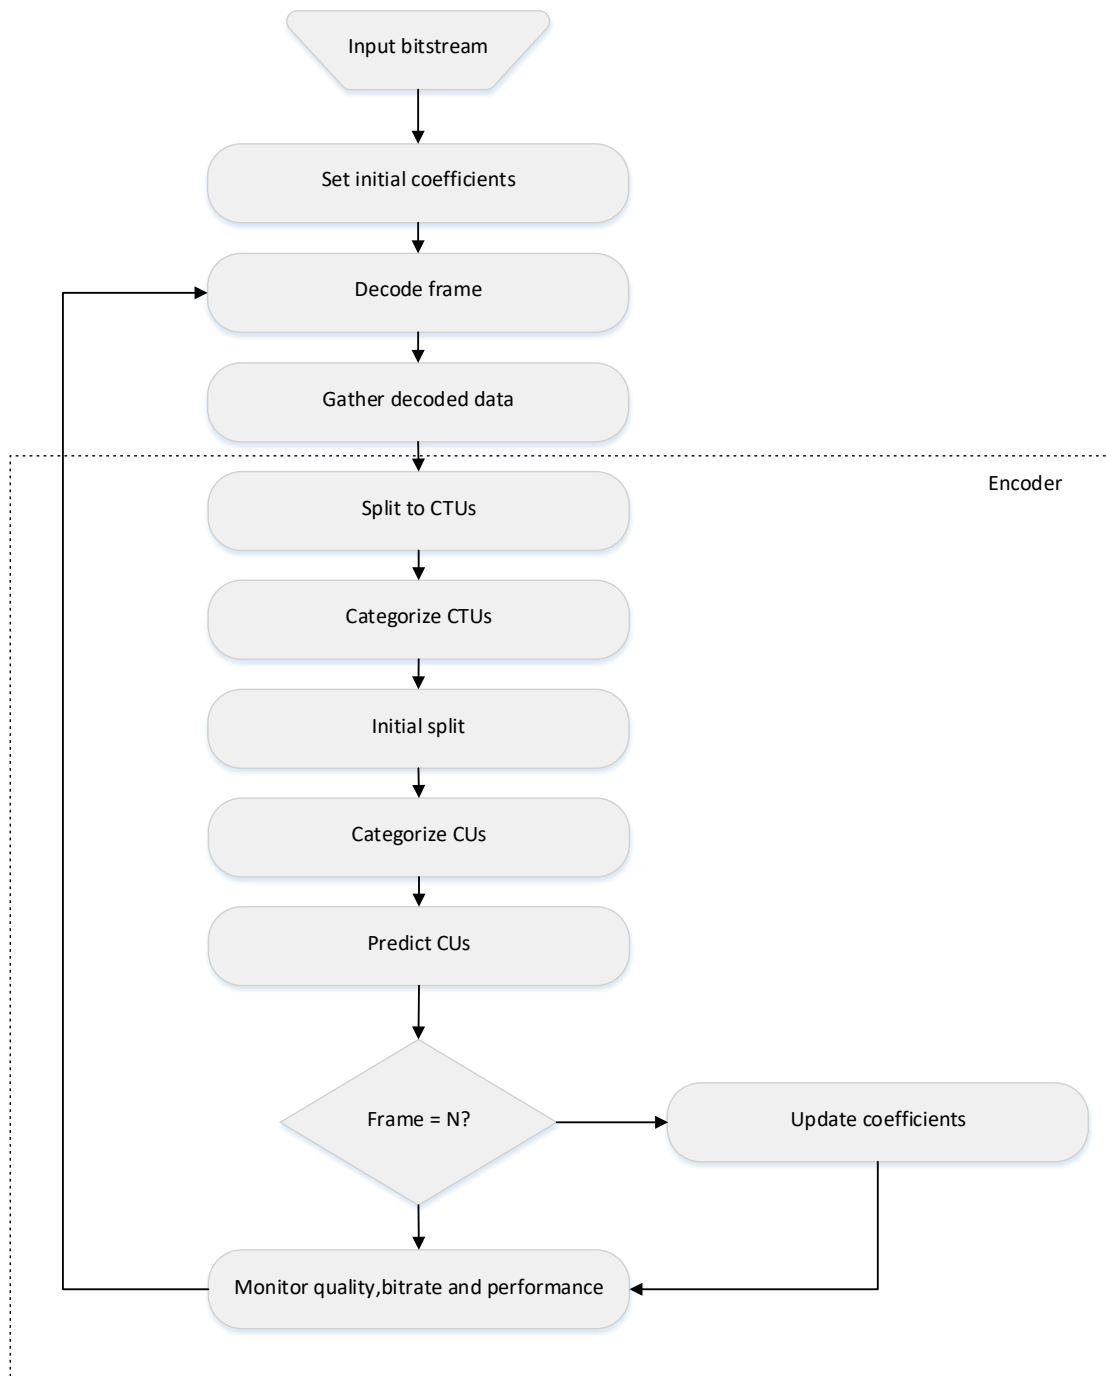 Input bitstream
Set initial coefficients
Decode frame
Gather decoded data
Encoder
Split to CTUs
Categorize CTUs
Initial split
Categorize CUs
Predict CUs
Frame = N?
Update coefficients
Monitor quality,bitrate and performance